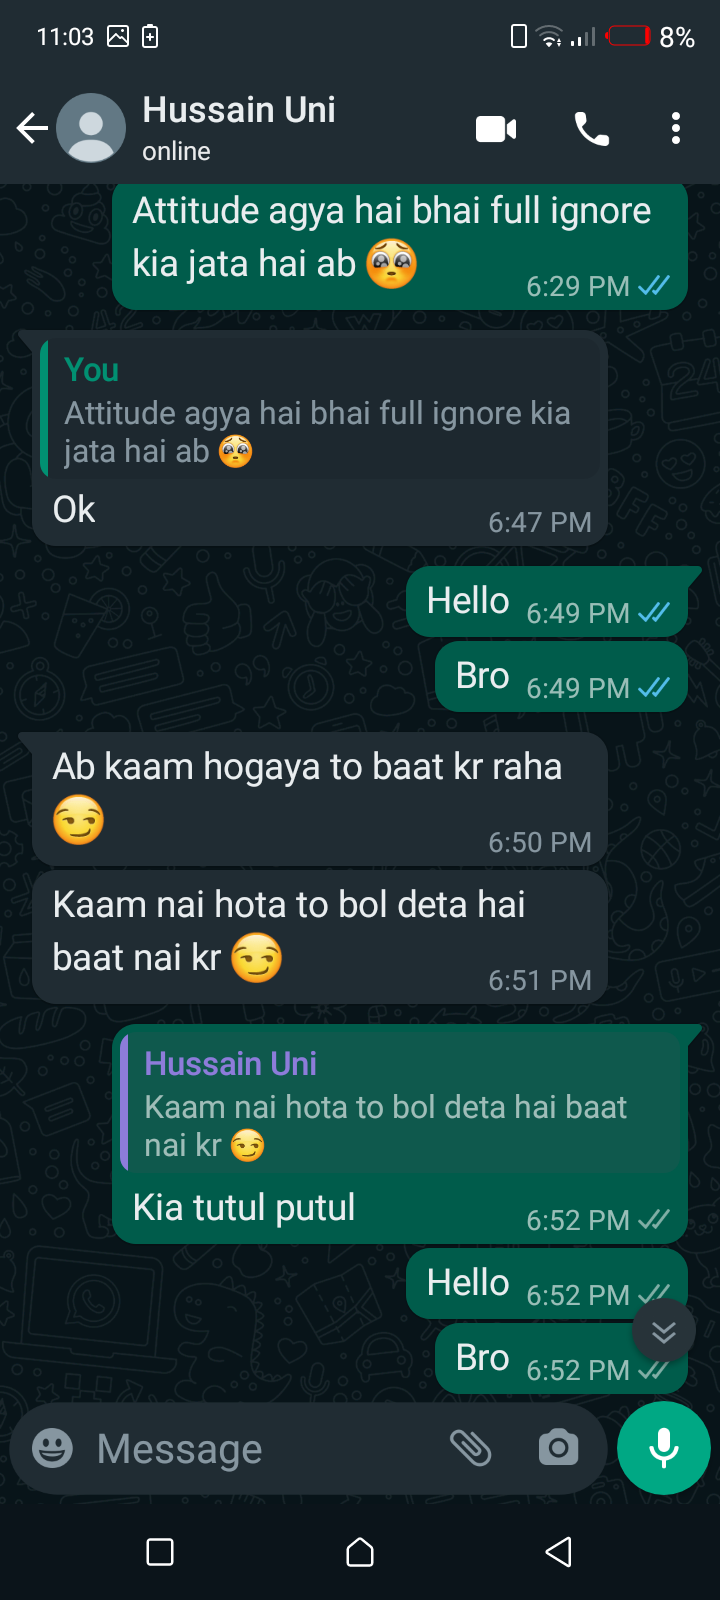 11:03 8%
Hussain Uni
online
Attitude agya hai bhai full ignore
kia jata hai ab 🥺
6:29 PM
You
Attitude agya hai bhai full ignore kia
jata hai ab 🥺
Ok
6:47 PM
Hello 6:49 PM
Bro 6:49 PM
Ab kaam hogaya to baat kr raha
😏
6:50 PM
Kaam nai hota to bol deta hai
baat nai kr 😏
6:51 PM
Hussain Uni
Kaam nai hota to bol deta hai baat
nai kr 😏
Kia tutul putul
6:52 PM
Hello 6:52 PM
Bro 6:52 PM
Message